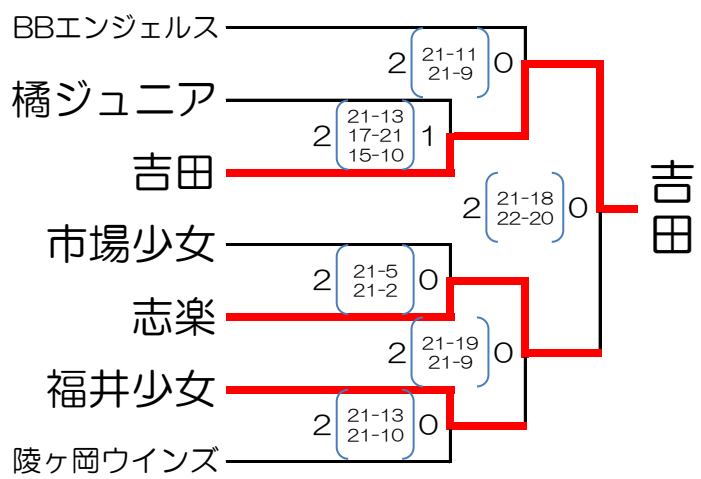 BBエンジェルス
2 21-11 0
21-9
橘ジュニア
2 21-13 1
17-21
15-10
吉田
吉田
2 21-18 0
22-20
市場少女
2 21-5 0
21-2
志楽
2 21-19 0
21-9
福井少女
2 21-13 0
21-10
陵ヶ岡ウインズ